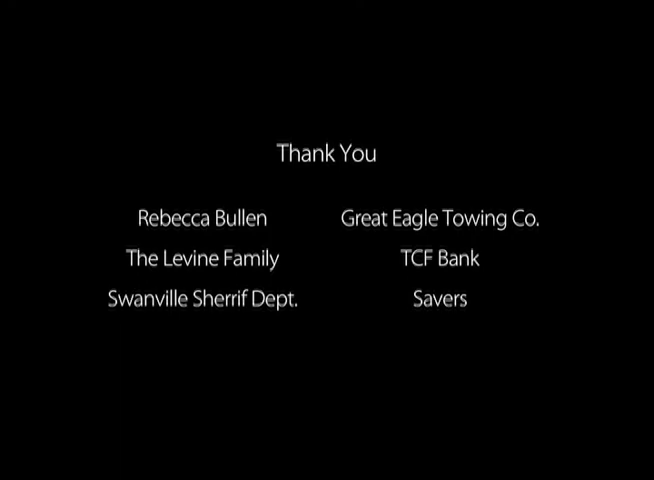 Thank You
Rebecca Bullen
The Levine Family
Swanville Sherrif Dept.
Great Eagle Towing Co.
TCF Bank
Savers